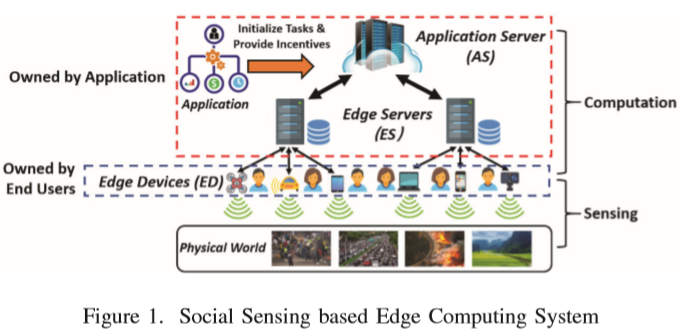 Initialize Tasks &
Provide Incentives
Application Server
(AS)
Owned by Application
Application
Computation
Edge Servers
(ES)
Owned by
End Users
Edge Devices (ED)
Sensing
Physical World
Figure 1. Social Sensing based Edge Computing System